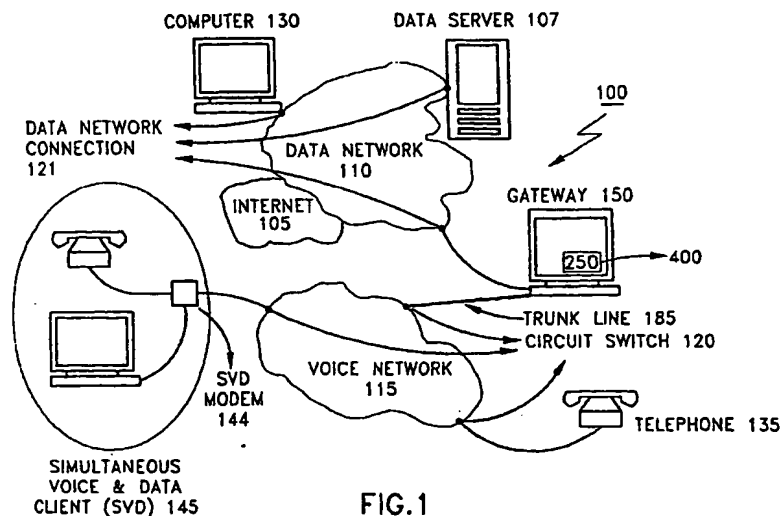 COMPUTER 130
DATA SERVER 107
100
DATA NETWORK
CONNECTION
121
DATA NETWORK
110
INTERNET
105
GATEWAY 150
250
400
TRUNK LINE 185
CIRCUIT SWITCH 120
VOICE NETWORK
115
SVD
MODEM
144
TELEPHONE 135
SIMULTANEOUS
VOICE & DATA
CLIENT (SVD) 145
FIG.1